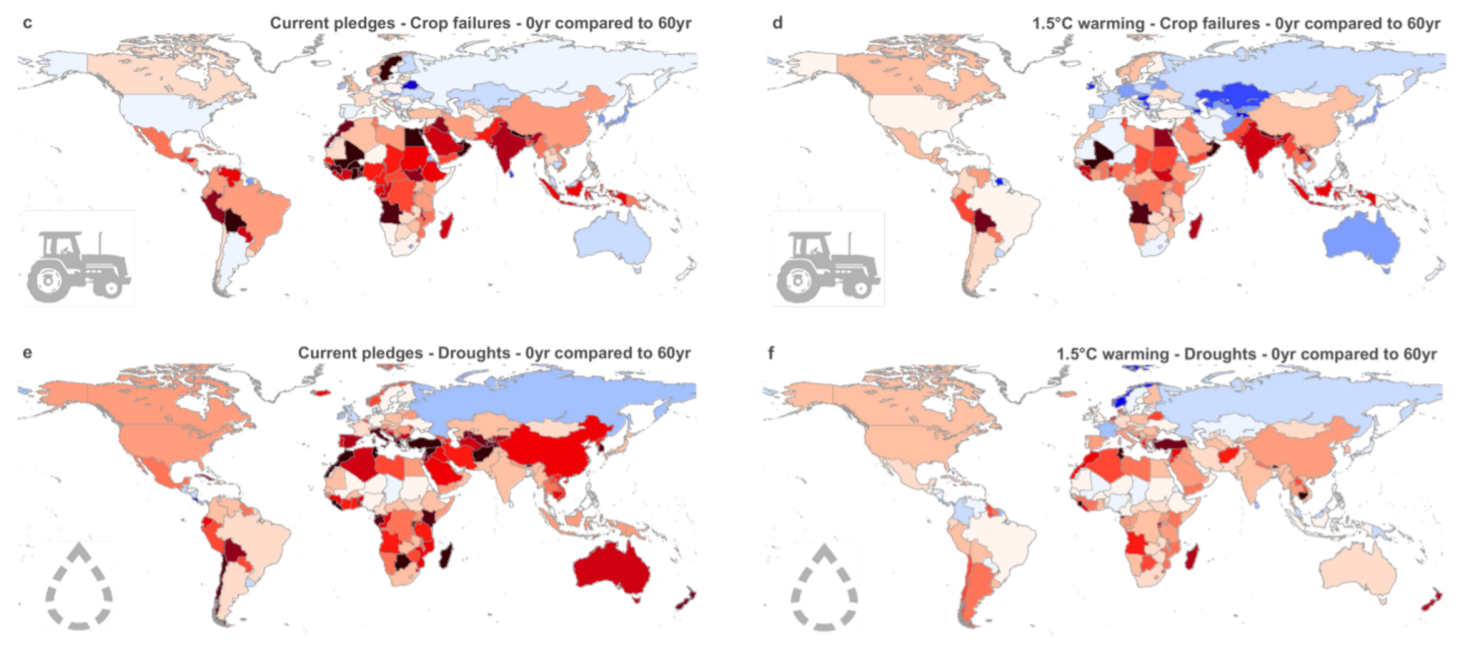 c
Current pledges - Crop failures - 0yr compared to 60yr
d
1.5°C warming - Crop failures - 0yr compared to 60yr
e
Current pledges - Droughts - 0yr compared to 60yr
f
1.5°C warming - Droughts - 0yr compared to 60yr